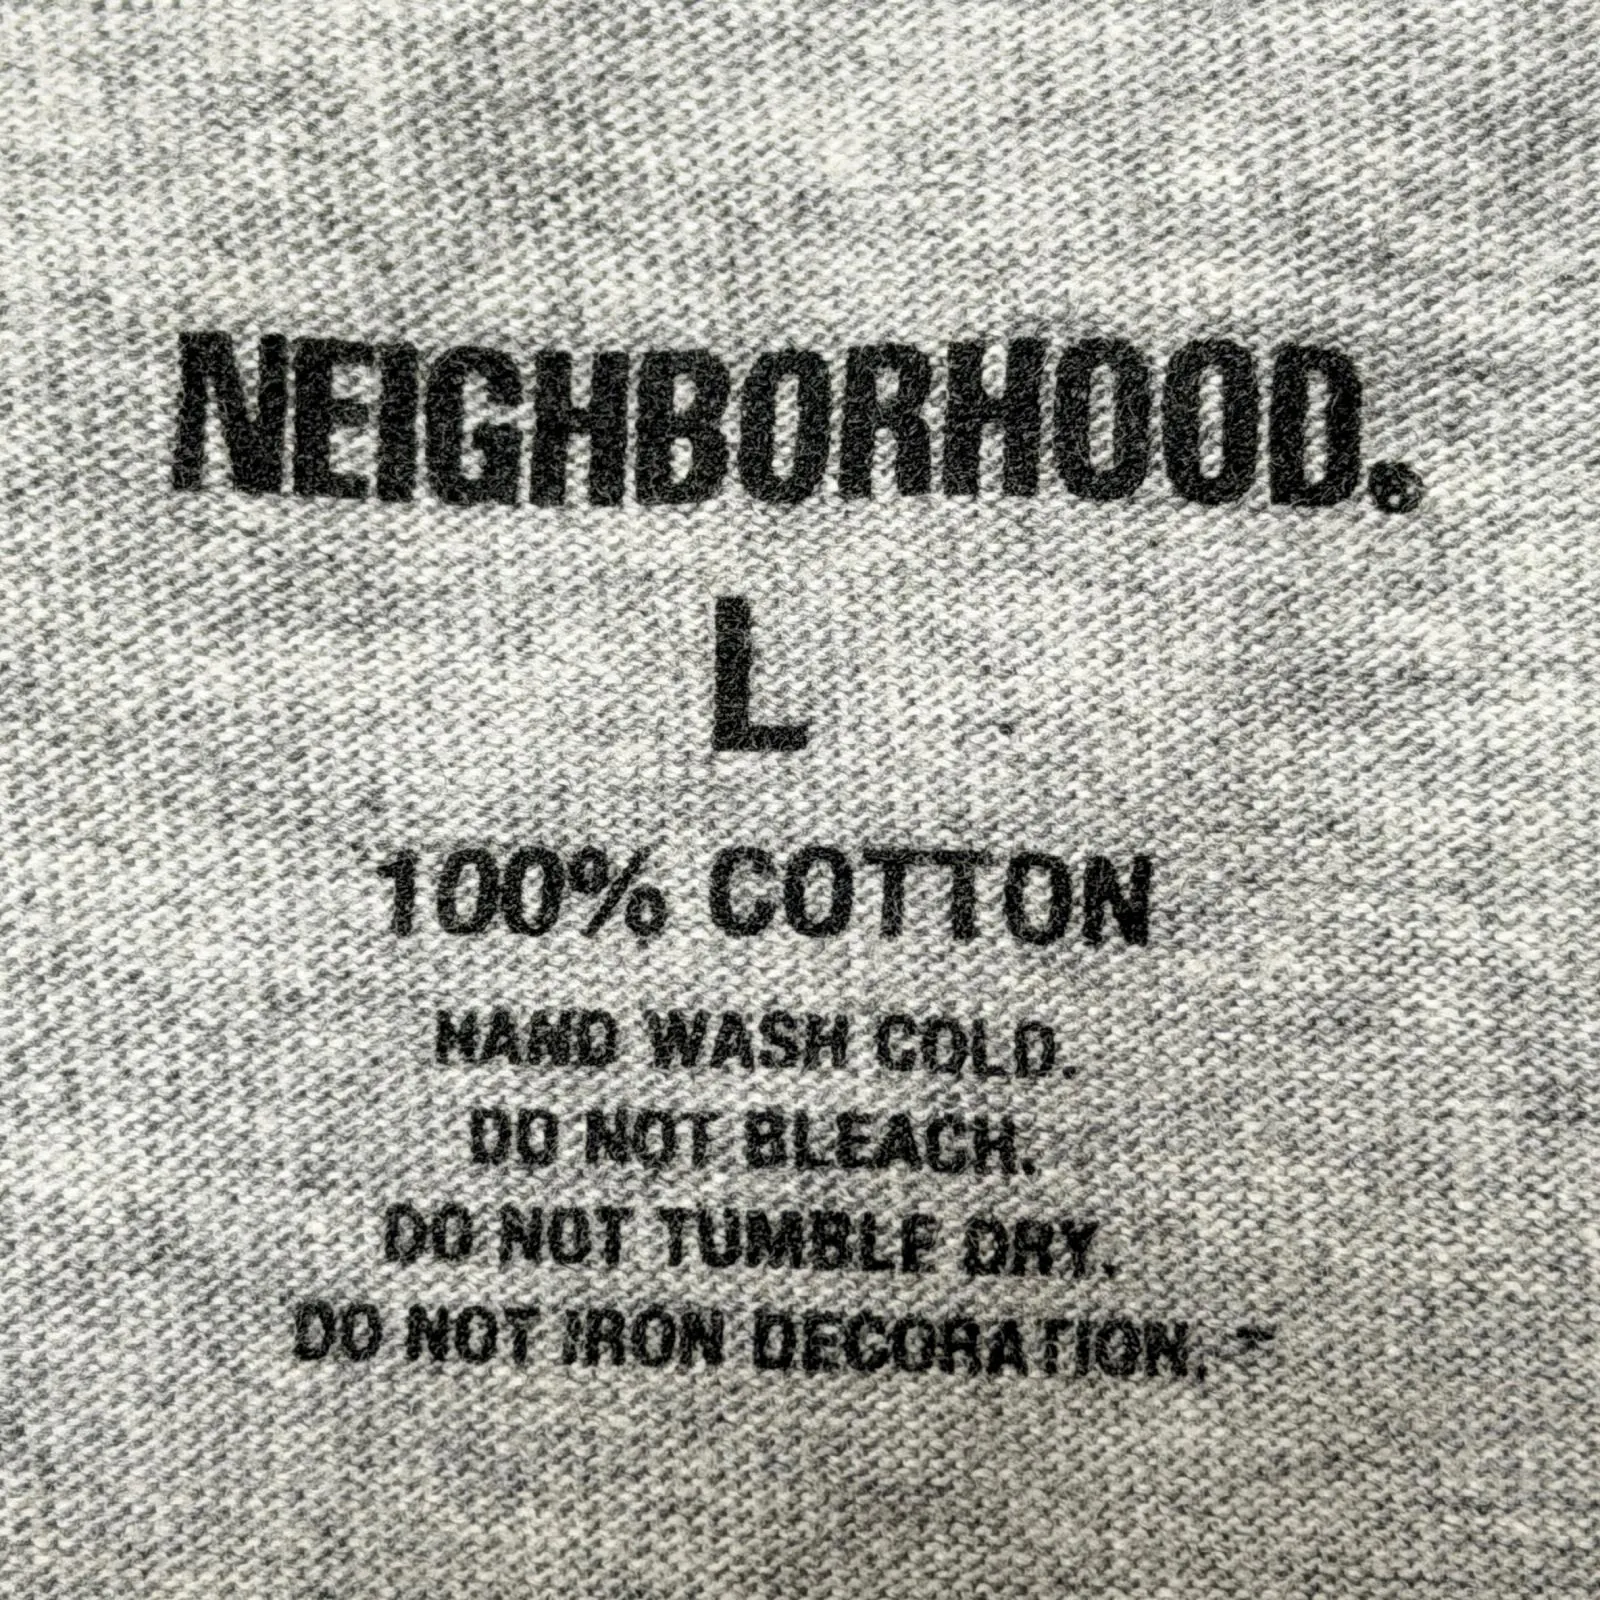 NEIGHBORHOOD®
L
100% COTTON
HAND WASH COLD.
DO NOT BLEACH.
DO NOT TUMBLE DRY.
DO NOT IRON DECORATION.